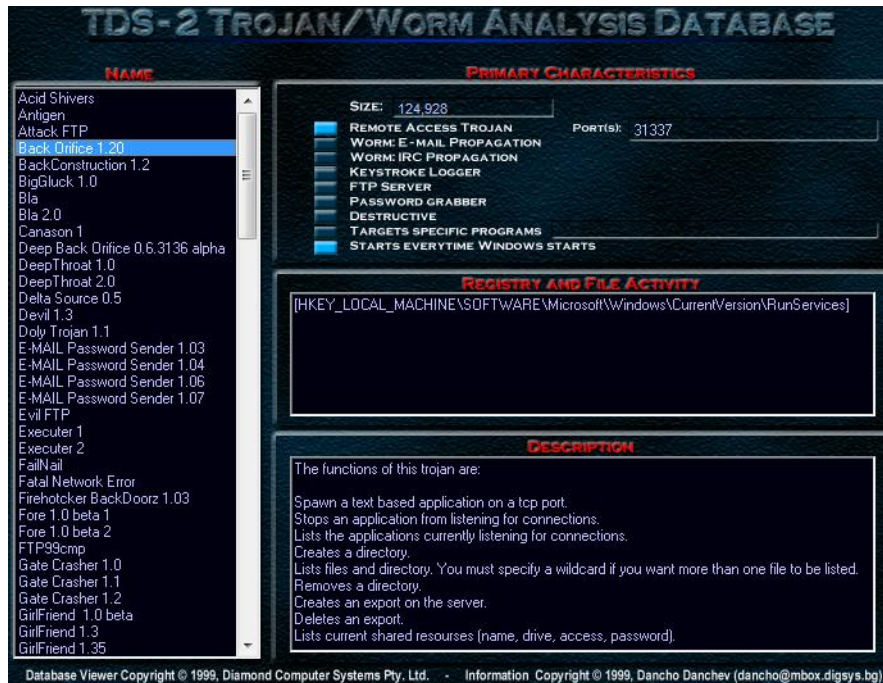 TDS-2 TROJAN/WORM ANALYSIS DATABASE
NAME
Acid Shivers
Antigen
Attack FTP
Back Orifice 1.20
BackConstruction 1.2
BigGluck 1.0
Bla
Bla 2.0
Canason 1
Deep Back Orifice 0.6.3136 alpha
DeepThroat 1.0
DeepThroat 2.0
Delta Source 0.5
Devil 1.3
Doly Trojan 1.1
E-MAIL Password Sender 1.03
E-MAIL Password Sender 1.04
E-MAIL Password Sender 1.06
E-MAIL Password Sender 1.07
Evil FTP
Executer 1
Executer 2
FailNail
Fatal Network Error
Firehotcker BackDoorz 1.03
Fore 1.0 beta 1
Fore 1.0 beta 2
FTP99cmp
Gate Crasher 1.0
Gate Crasher 1.1
Gate Crasher 1.2
GirlFriend  1.0 beta
GirlFriend 1.3
GirlFriend 1.35
PRIMARY CHARACTERISTICS
SIZE: 124,928
REMOTE ACCESS TROJAN PORT(S): 31337
WORM: E-MAIL PROPAGATION
WORM: IRC PROPAGATION
KEYSTROKE LOGGER
FTP SERVER
PASSWORD GRABBER
DESTRUCTIVE
TARGETS SPECIFIC PROGRAMS
STARTS EVERYTIME WINDOWS STARTS
REGISTRY AND FILE ACTIVITY
[HKEY_LOCAL_MACHINE\SOFTWARE\Microsoft\Windows\CurrentVersion\RunServices]
DESCRIPTION
The functions of this trojan are:
Spawn a text based application on a tcp port.
Stops an application from listening for connections.
Lists the applications currently listening for connections.
Creates a directory.
Lists files and directory. You must specify a wildcard if you want more than one file to be listed.
Removes a directory.
Creates an export on the server.
Deletes an export.
Lists current shared resourses (name, drive, access, password).
Database Viewer Copyright © 1999, Diamond Computer Systems Pty. Ltd. - Information Copyright © 1999, Dancho Danchev (dancho@mbox.digsys.bg)